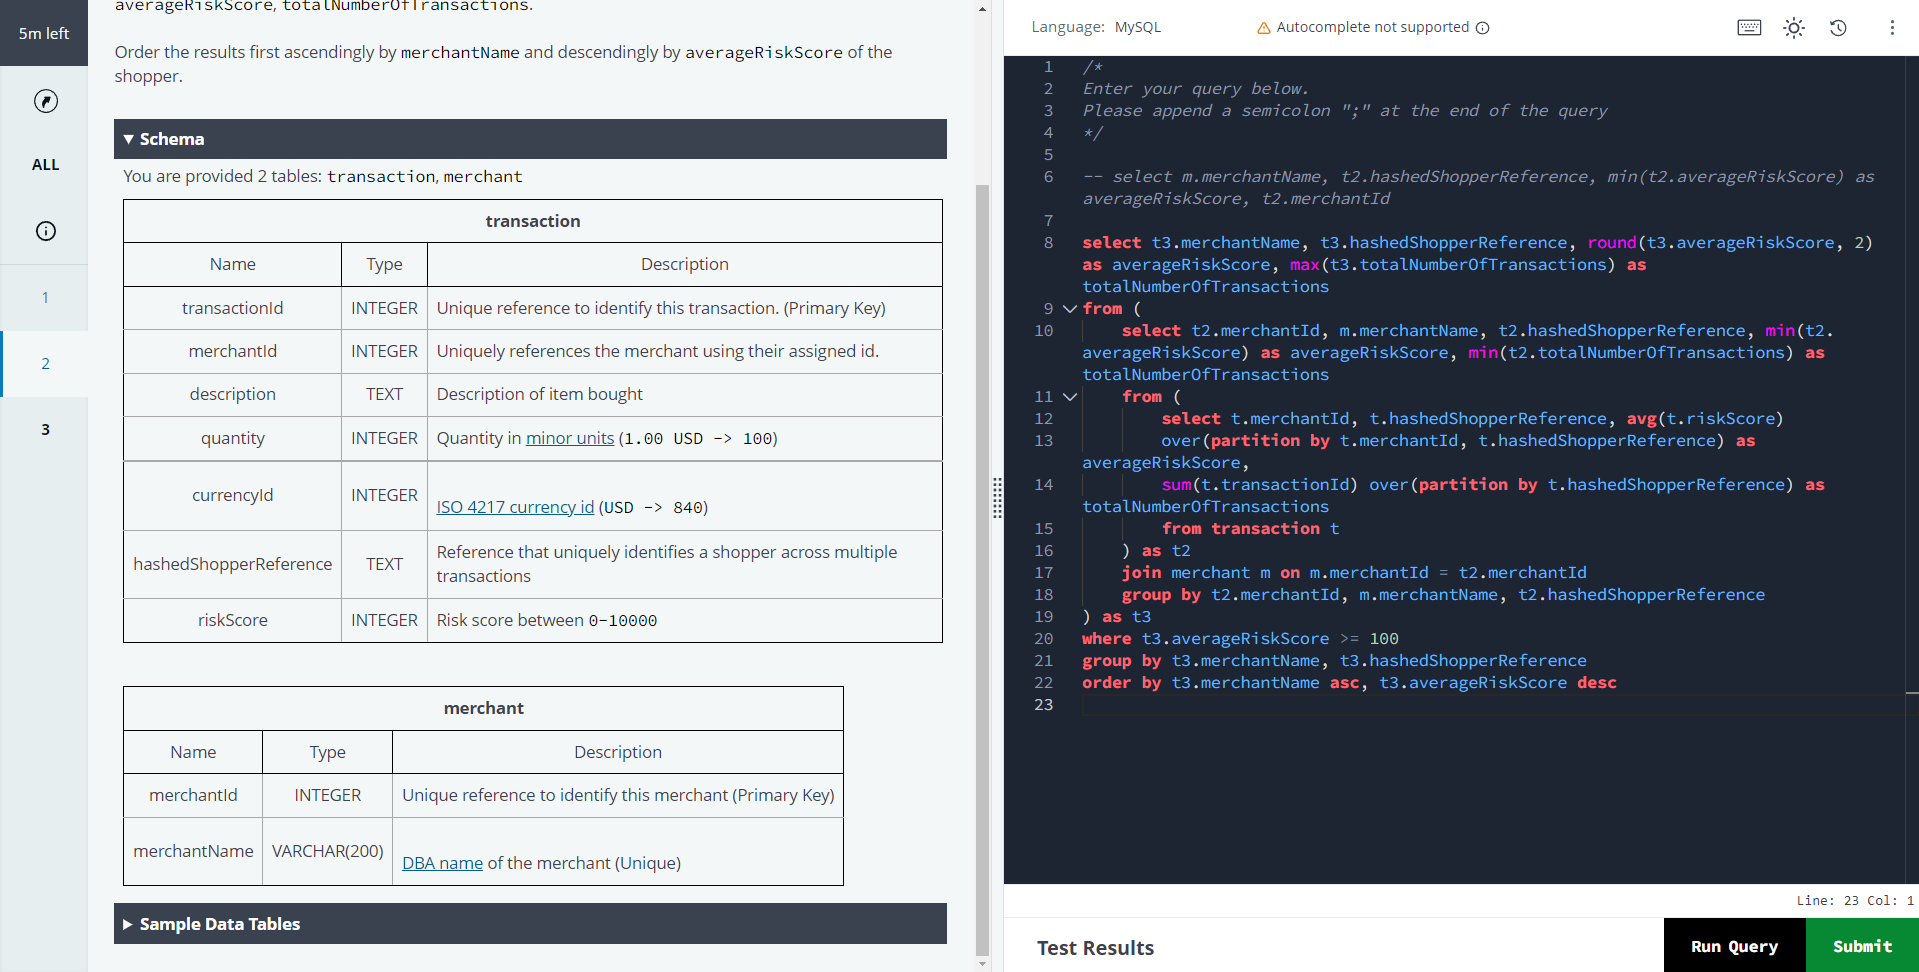 5m left
ALL
1
2
3
averageRiskScore, totalNumberOfTransactions.
Order the results first ascendingly by merchantName and descendingly by averageRiskScore of the
shopper.
▼ Schema
You are provided 2 tables: transaction, merchant
transaction
Name Type Description
transactionId INTEGER Unique reference to identify this transaction. (Primary Key)
merchantId INTEGER Uniquely references the merchant using their assigned id.
description TEXT Description of item bought
quantity INTEGER Quantity in minor units (1.00 USD -> 100)
currencyId INTEGER ISO 4217 currency id (USD -> 840)
hashedShopperReference TEXT Reference that uniquely identifies a shopper across multiple
transactions
riskScore INTEGER Risk score between 0-10000
merchant
Name Type Description
merchantId INTEGER Unique reference to identify this merchant (Primary Key)
merchantName VARCHAR(200) DBA name of the merchant (Unique)
▶ Sample Data Tables
Language: MySQL Autocomplete not supported
1 /*
2 Enter your query below.
3 Please append a semicolon ";" at the end of the query
4 */
5
6 -- select m.merchantName, t2.hashedShopperReference, min(t2.averageRiskScore) as
averageRiskScore, t2.merchantId
7
8 select t3.merchantName, t3.hashedShopperReference, round(t3.averageRiskScore, 2)
as averageRiskScore, max(t3.totalNumberOfTransactions) as
totalNumberOfTransactions
9 from (
10 select t2.merchantId, m.merchantName, t2.hashedShopperReference, min(t2.
averageRiskScore) as averageRiskScore, min(t2.totalNumberOfTransactions) as
totalNumberOfTransactions
11 from (
12 select t.merchantId, t.hashedShopperReference, avg(t.riskScore)
13 over(partition by t.merchantId, t.hashedShopperReference) as
averageRiskScore,
14 sum(t.transactionId) over(partition by t.hashedShopperReference) as
totalNumberOfTransactions
15 from transaction t
16 ) as t2
17 join merchant m on m.merchantId = t2.merchantId
18 group by t2.merchantId, m.merchantName, t2.hashedShopperReference
19 ) as t3
20 where t3.averageRiskScore >= 100
21 group by t3.merchantName, t3.hashedShopperReference
22 order by t3.merchantName asc, t3.averageRiskScore desc
23
Line: 23 Col: 1
Test Results
Run Query
Submit